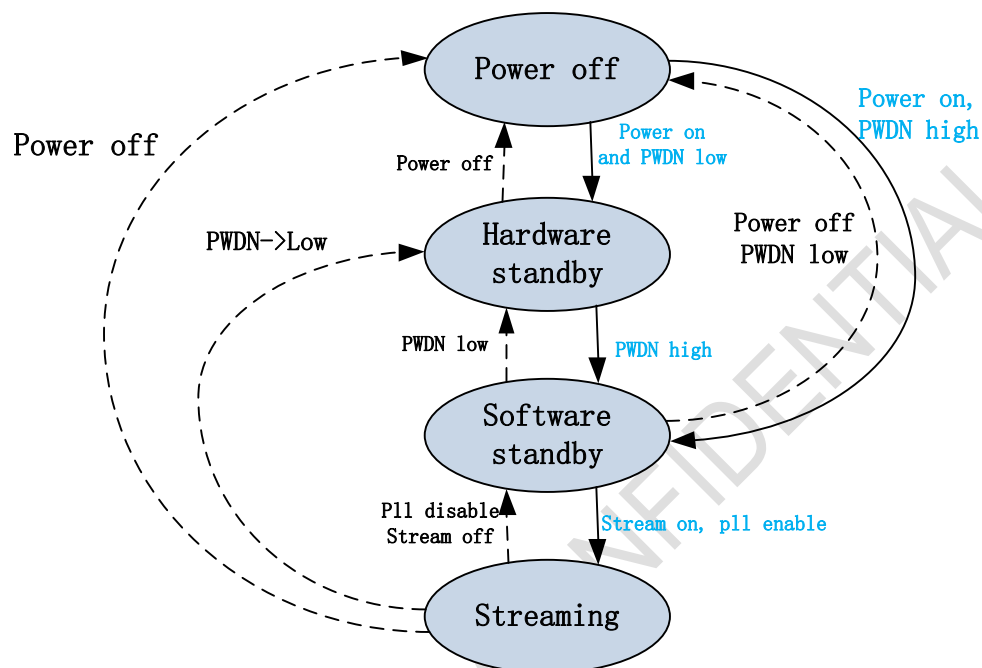 Power off
Power on,
PWDN high
Power off
Power on
and PWDN low
Power off
Hardware
standby
PWDN->Low
Power off
PWDN low
PWDN low
PWDN high
Software
standby
Pll disable
Stream off
Stream on, pll enable
Streaming
NFIDENTIAL